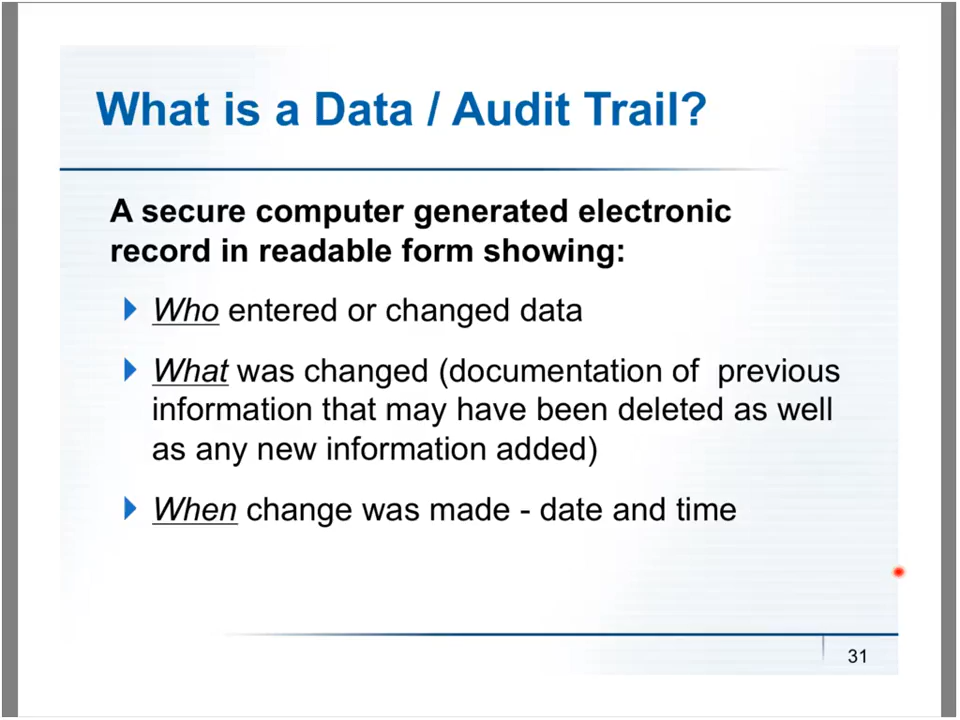 What is a Data / Audit Trail?
A secure computer generated electronic
record in readable form showing:
Who entered or changed data
What was changed (documentation of  previous
information that may have been deleted as well
as any new information added)
When change was made - date and time
31